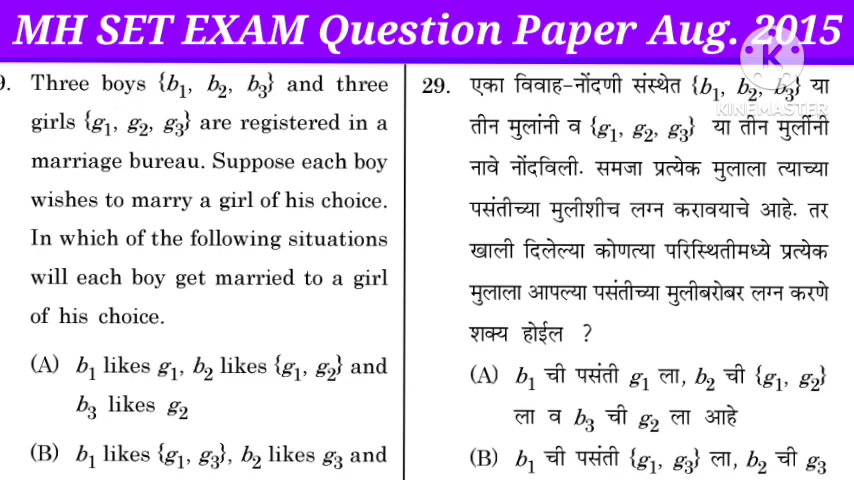 MH SET EXAM Question Paper Aug. 2015
KINEMASTER
9. Three boys {b₁, b₂, b₃} and three
girls {g₁, g₂, g₃} are registered in a
marriage bureau. Suppose each boy
wishes to marry a girl of his choice.
In which of the following situations
will each boy get married to a girl
of his choice.
(A) b₁ likes g₁, b₂ likes {g₁, g₂} and
b₃ likes g₂
(B) b₁ likes {g₁, g₃}, b₂ likes g₃ and
29. एका विवाह-नोंदणी संस्थेत {b₁, b₂, b₃} या
तीन मुलांनी व {g₁, g₂, g₃} या तीन मुलींनी
नावे नोंदविली. समजा प्रत्येक मुलाला त्याच्या
पसंतीच्या मुलीशीच लग्न करावयाचे आहे. तर
खाली दिलेल्या कोणत्या परिस्थितीमध्ये प्रत्येक
मुलाला आपल्या पसंतीच्या मुलीबरोबर लग्न करणे
शक्य होईल ?
(A) b₁ ची पसंती g₁ ला, b₂ ची {g₁, g₂}
ला व b₃ ची g₂ ला आहे
(B) b₁ ची पसंती {g₁, g₃} ला, b₂ ची g₃